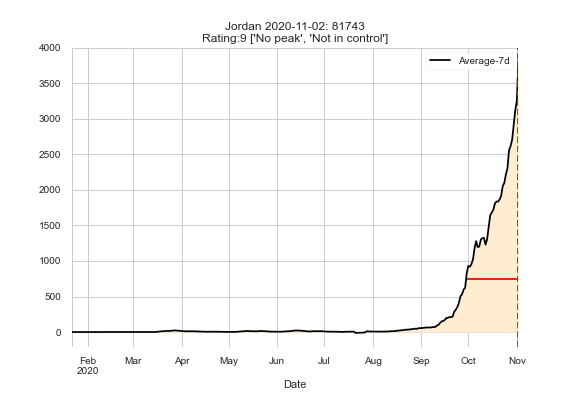 Jordan 2020-11-02: 81743
Rating:9 ['No peak', 'Not in control']
4000
Average-7d
3500
3000
2500
2000
1500
1000
500
0
Feb Mar Apr May Jun Jul Aug Sep Oct Nov
2020
Date